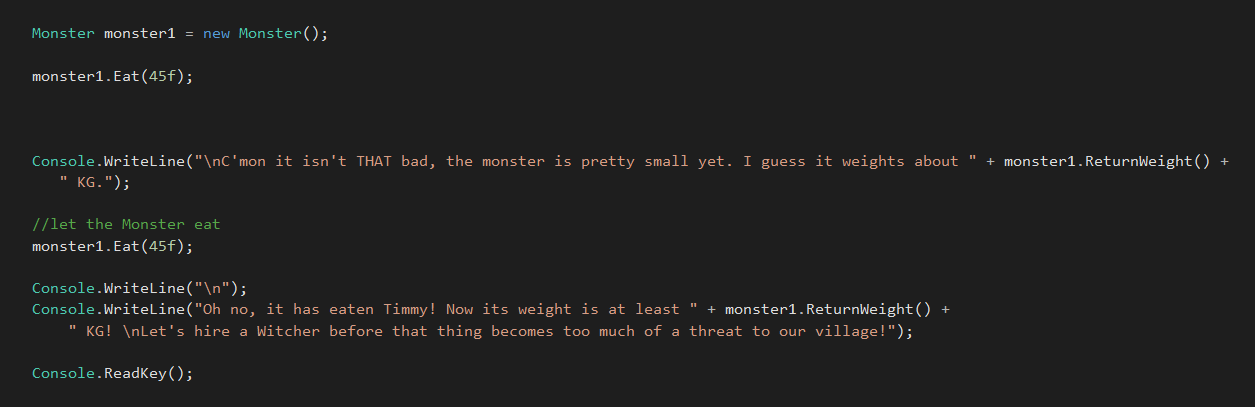 Monster monster1 = new Monster();
monster1.Eat(45f);
Console.WriteLine("\nC'mon it isn't THAT bad, the monster is pretty small yet. I guess it weights about " + monster1.ReturnWeight() +
" KG.");
//let the Monster eat
monster1.Eat(45f);
Console.WriteLine("\n");
Console.WriteLine("Oh no, it has eaten Timmy! Now its weight is at least " + monster1.ReturnWeight() +
" KG! \nLet's hire a Witcher before that thing becomes too much of a threat to our village!");
Console.ReadKey();